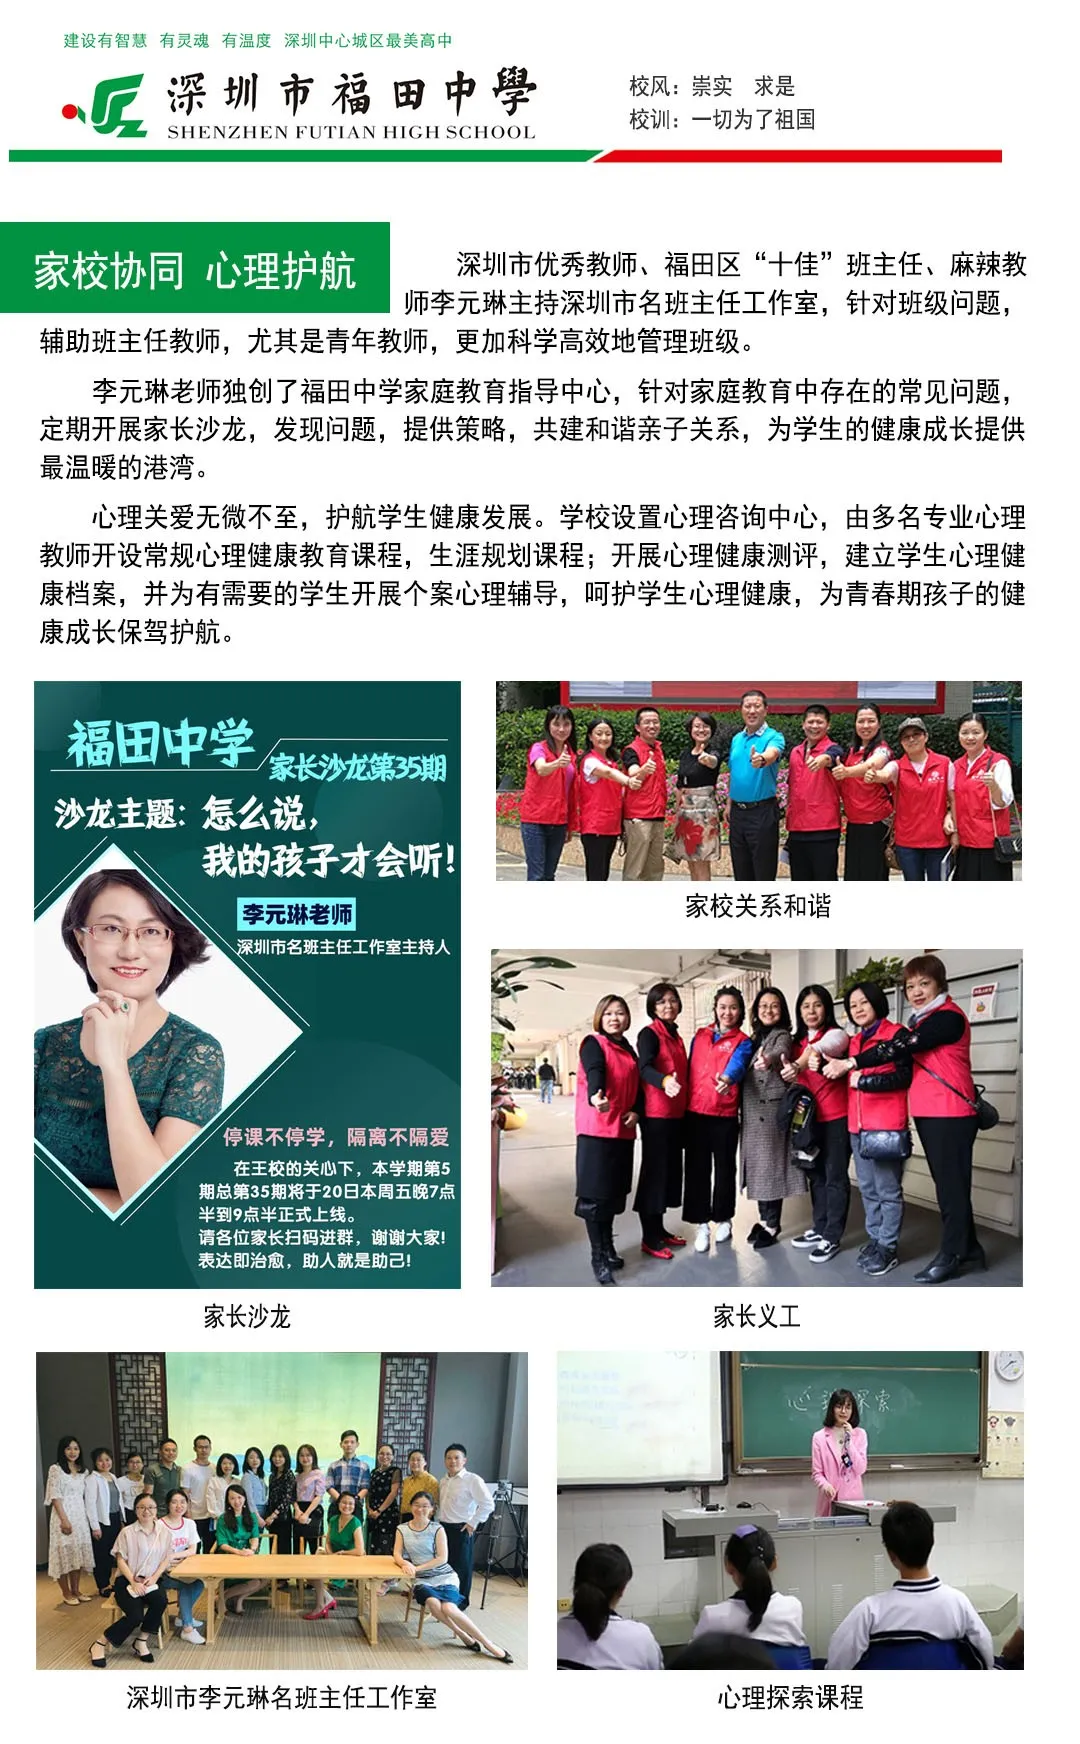 建设有智慧 有灵魂 有温度 深圳中心城区最美高中
深圳市福田中學
SHENZHEN FUTIAN HIGH SCHOOL
校风：崇实 求是
校训：一切为了祖国
家校协同 心理护航
深圳市优秀教师、福田区“十佳”班主任、麻辣教
师李元琳主持深圳市名班主任工作室，针对班级问题，
辅助班主任教师，尤其是青年教师，更加科学高效地管理班级。
李元琳老师独创了福田中学家庭教育指导中心，针对家庭教育中存在的常见问题，
定期开展家长沙龙，发现问题，提供策略，共建和谐亲子关系，为学生的健康成长提供
最温暖的港湾。
心理关爱无微不至，护航学生健康发展。学校设置心理咨询中心，由多名专业心理
教师开设常规心理健康教育课程，生涯规划课程；开展心理健康测评，建立学生心理健
康档案，并为有需要的学生开展个案心理辅导，呵护学生心理健康，为青春期孩子的健
康成长保驾护航。
福田中学
家长沙龙第35期
沙龙主题：怎么说，
我的孩子才会听！
李元琳老师
深圳市名班主任工作室主持人
停课不停学，隔离不隔爱
在王校的关心下，本学期第5
期总第35期将于20日本周五晚7点
半到9点半正式上线。
请各位家长扫码进群，谢谢大家！
表达即治愈，助人就是助己！
家长沙龙
家校关系和谐
家长义工
深圳市李元琳名班主任工作室
心理探索课程